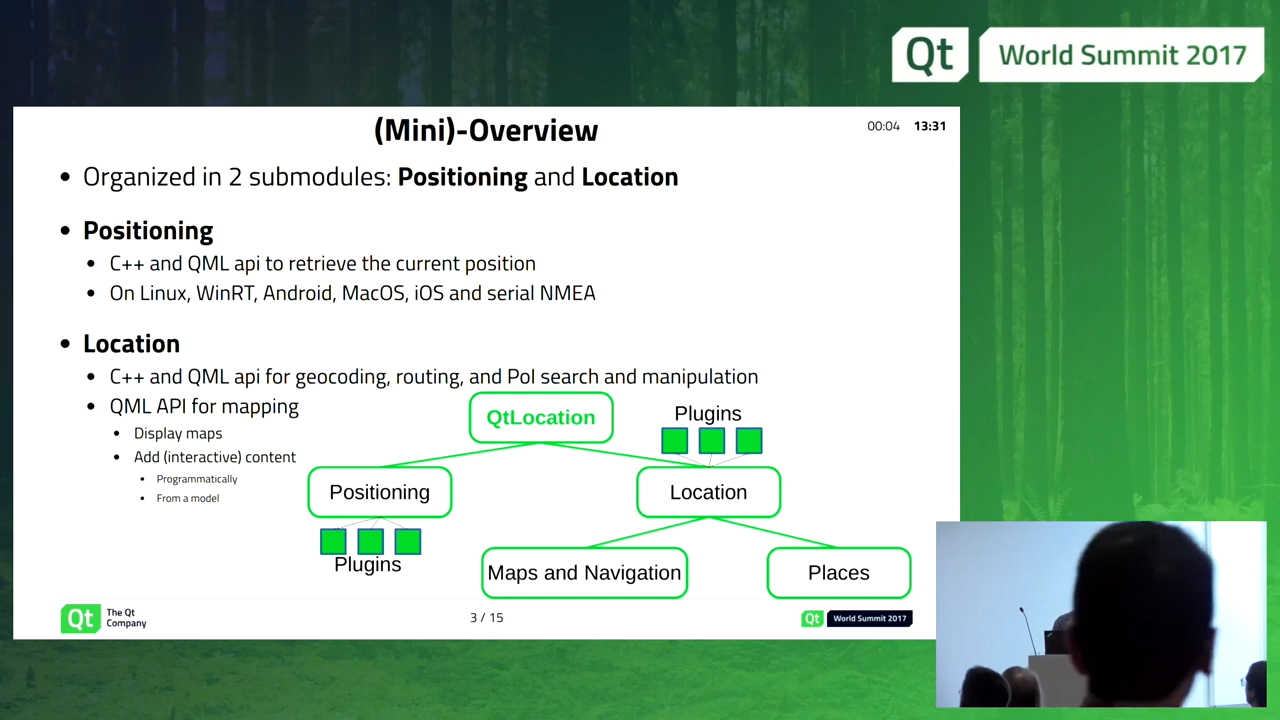 Qt World Summit 2017
(Mini)-Overview
00:04 13:31
Organized in 2 submodules: Positioning and Location
Positioning
C++ and QML api to retrieve the current position
On Linux, WinRT, Android, MacOS, iOS and serial NMEA
Location
C++ and QML api for geocoding, routing, and PoI search and manipulation
QML API for mapping
Display maps
Add (interactive) content
Programmatically
From a model
QtLocation
Plugins
Positioning
Location
Plugins
Maps and Navigation
Places
Qt The Qt
Company
3 / 15
Qt World Summit 2017